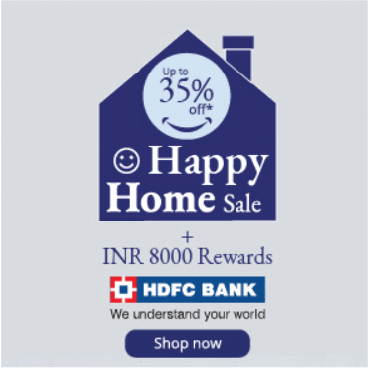 Up to
35%
off*
Happy
Home Sale
+
INR 8000 Rewards
HDFC BANK
We understand your world
Shop now